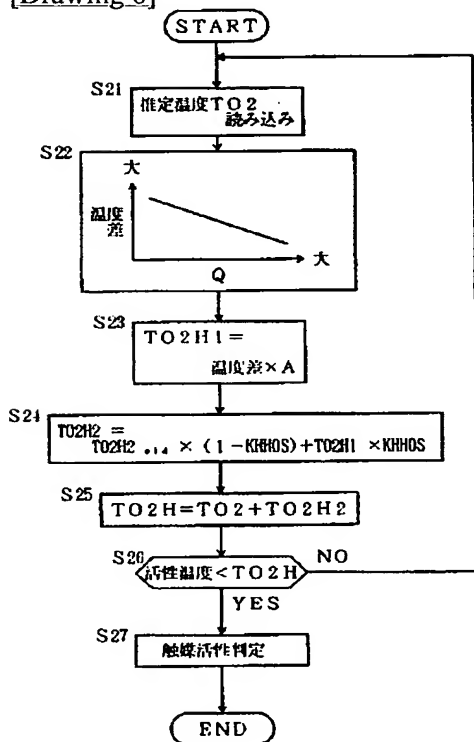 [Drawing 6]
START
S21
推定温度TO2
読み込み
S22
大
温度
差
Q
大
S23
TO2H1=
温度差×A
S24
TO2H2 =
TO2H2 old × (1-KHHOS)+TO2H1 ×KHHOS
S25
TO2H=TO2+TO2H2
S26
活性温度<TO2H
NO
YES
S27
触媒活性判定
END